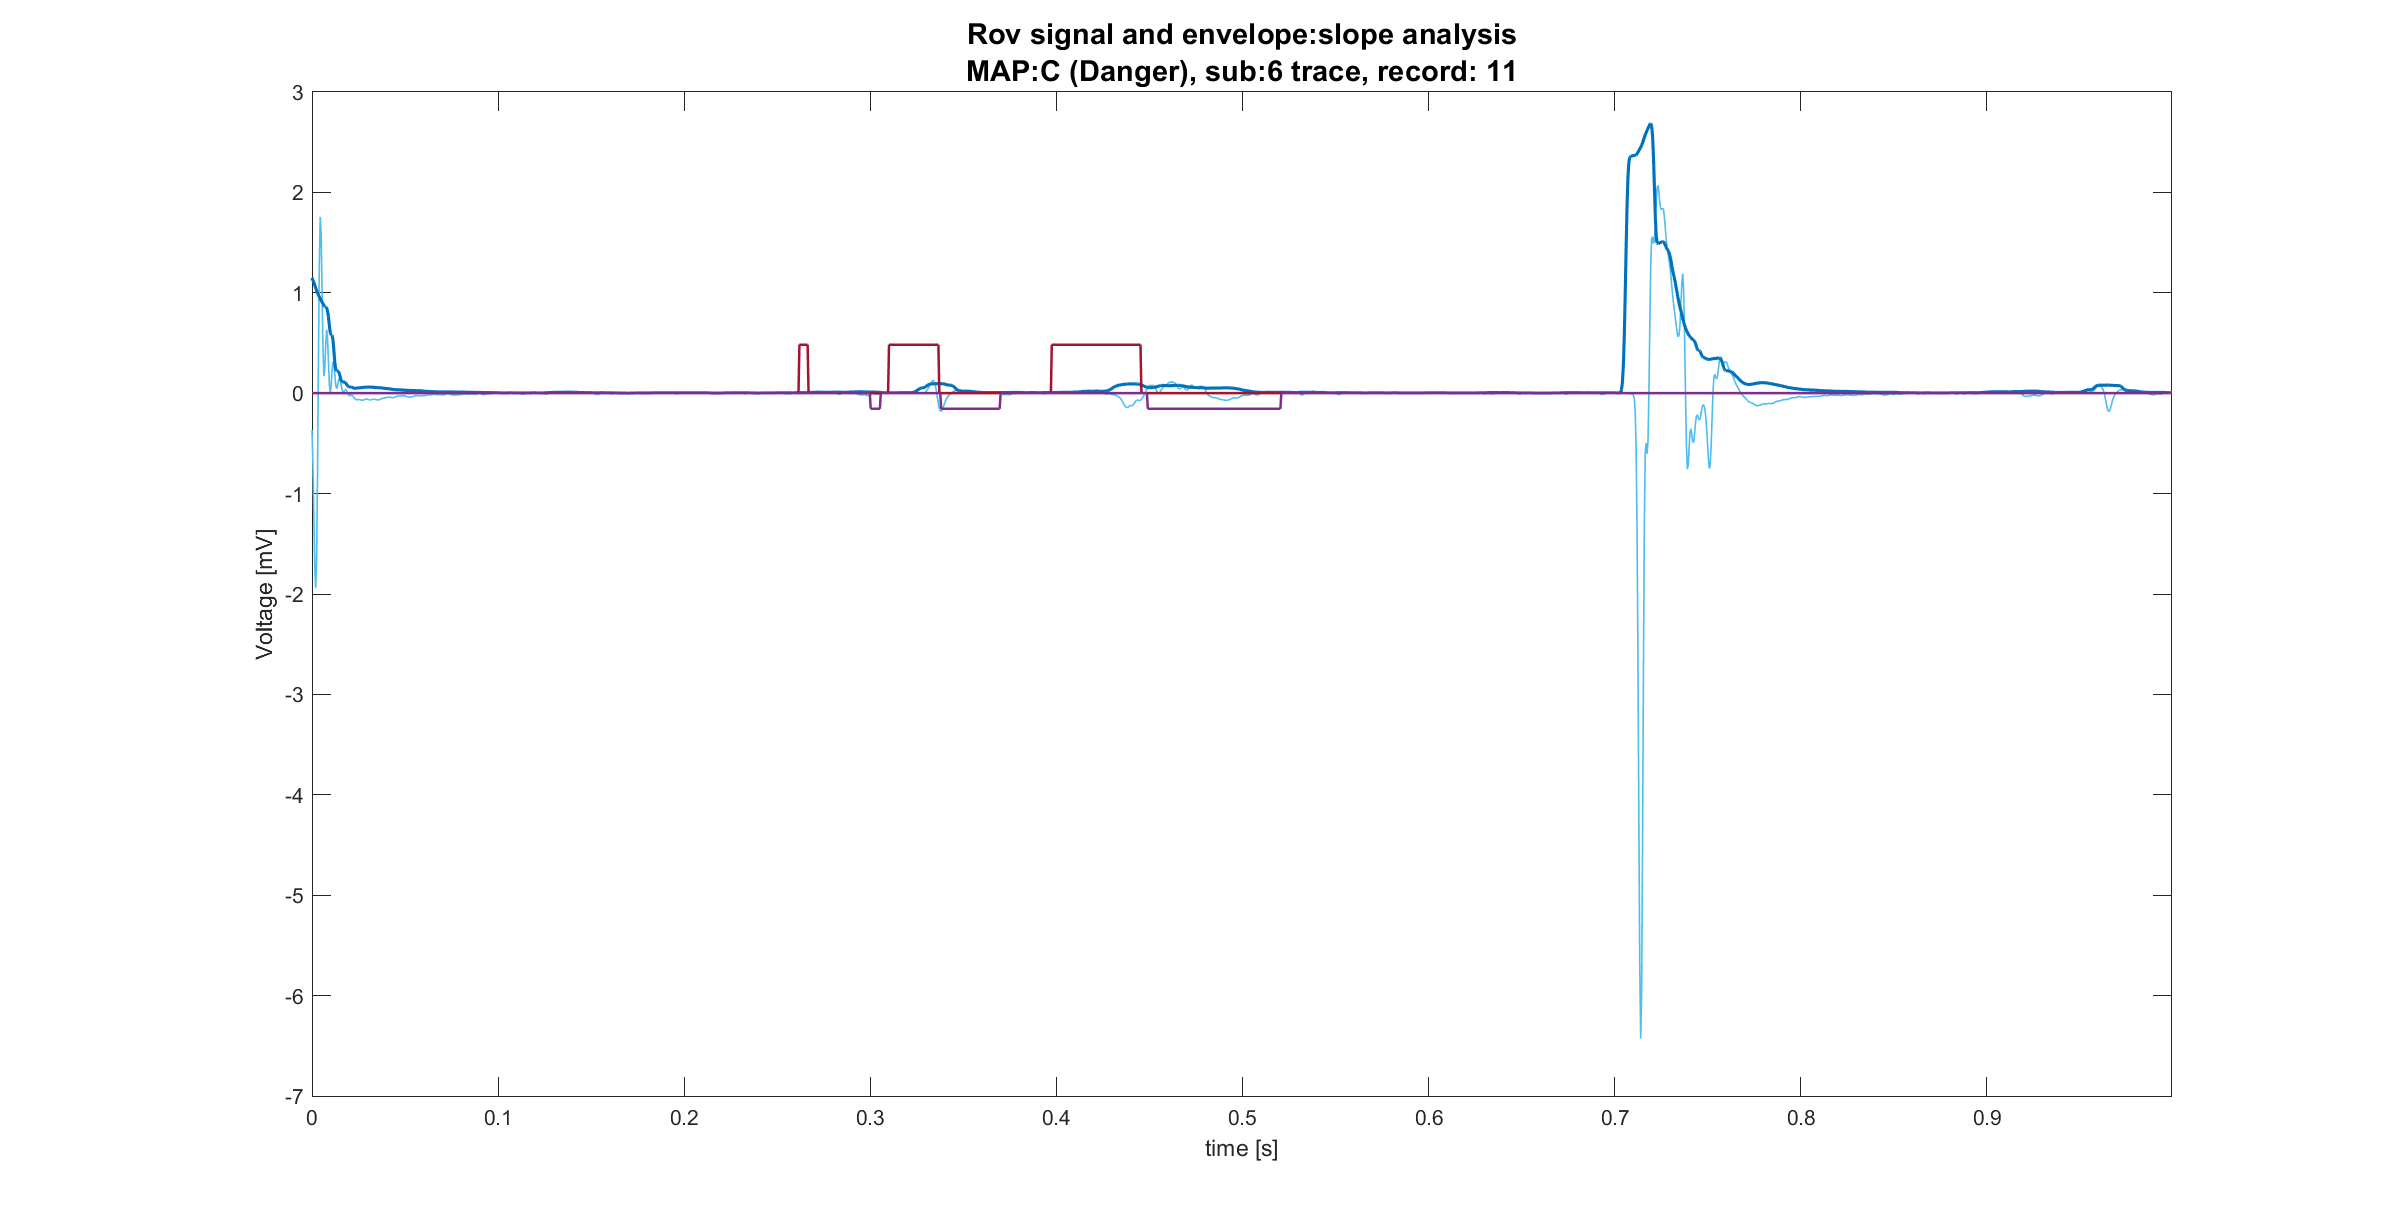 Rov signal and envelope:slope analysis
MAP:C (Danger), sub:6 trace, record: 11
3
2
1
0
-1
-2
-3
-4
-5
-6
-7
Voltage [mV]
0 0.1 0.2 0.3 0.4 0.5 0.6 0.7 0.8 0.9
time [s]